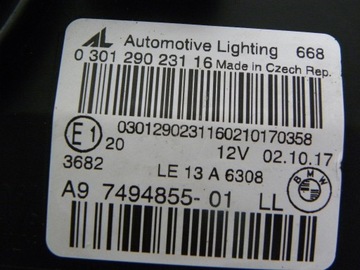 AL Automotive Lighting 668
0 301 290 231 16 Made in Czech Rep.
0301290231160210170358
E1 20 12V 02.10.17
3682 LE 13 A 6308 BMW
A9 7494855-01 LL